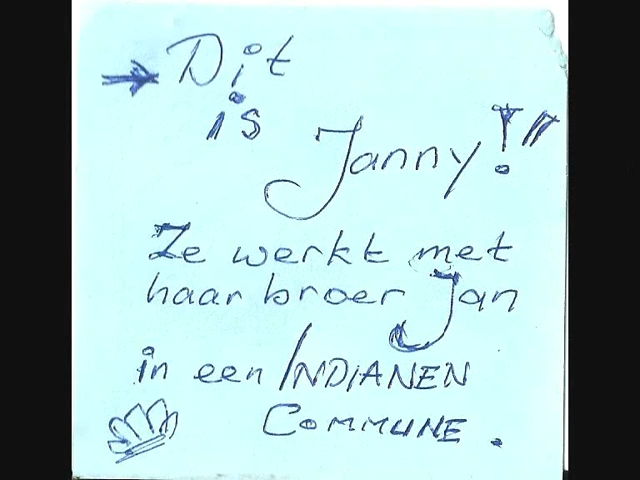 → Dit
is
Janny!"
Ze werkt met
haar broer Jan
in een INDIANEN
COMMUNE.